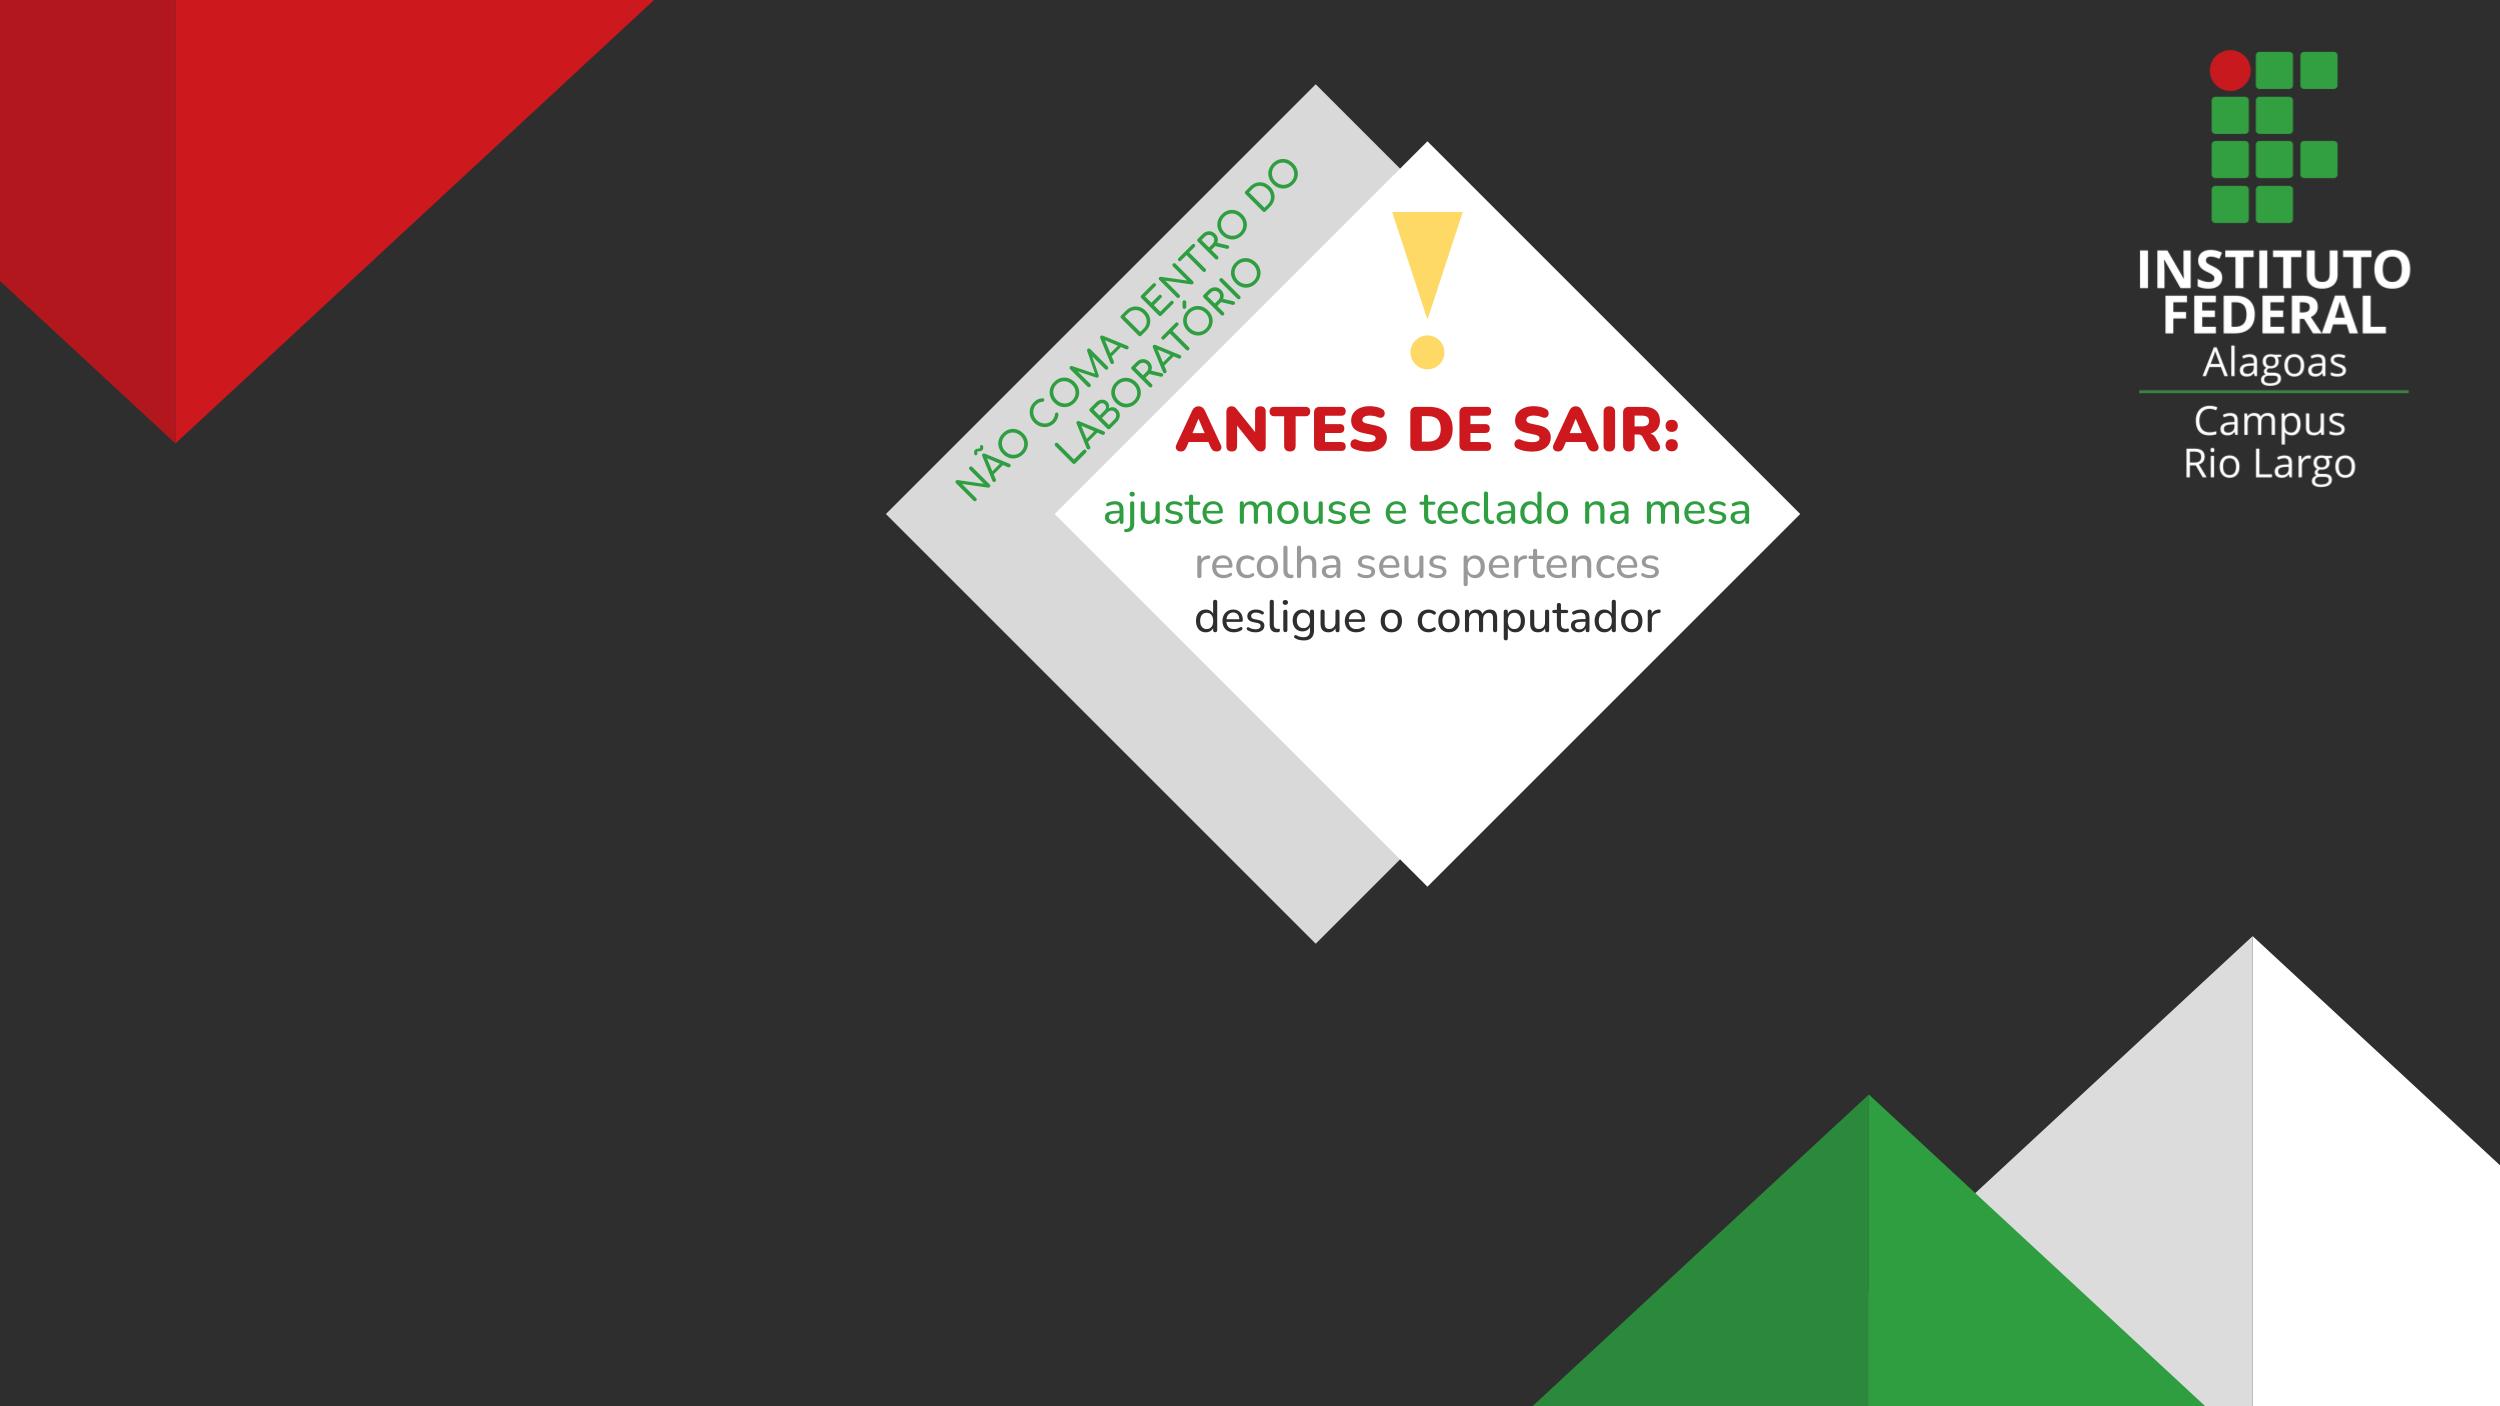 NÃO COMA DENTRO DO
LABORATÓRIO
ANTES DE SAIR:
ajuste mouse e teclado na mesa
recolha seus pertences
desligue o computador
INSTITUTO
FEDERAL
Alagoas
Campus
Rio Largo